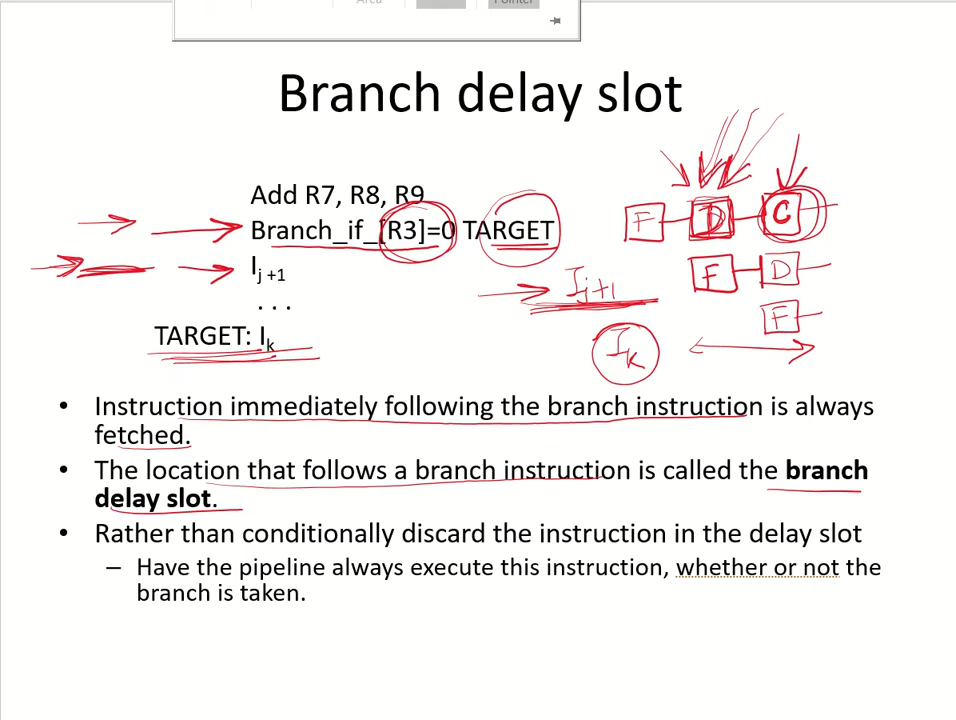 Area
Pointer
Branch delay slot
Add R7, R8, R9
Branch_if_[R3]=0 TARGET
I j +1
. . .
TARGET: I k
F D C
F D
F
I j+1
I k
• Instruction immediately following the branch instruction is always
fetched.
• The location that follows a branch instruction is called the branch
delay slot.
• Rather than conditionally discard the instruction in the delay slot
– Have the pipeline always execute this instruction, whether or not the
branch is taken.